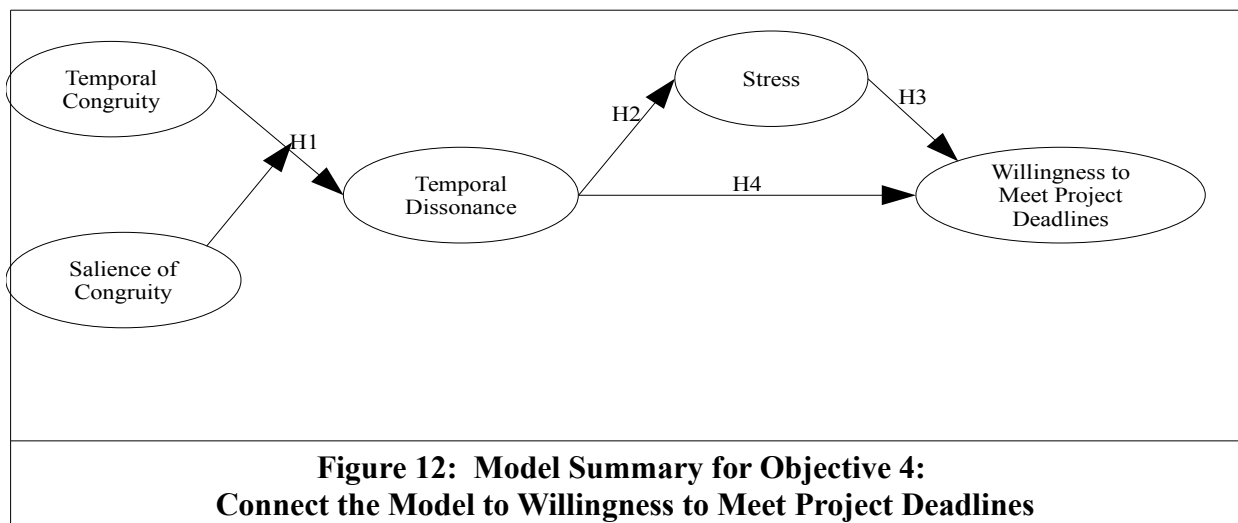 Temporal
Congruity
Stress
H1
H2
H3
Temporal
Dissonance
H4
Willingness to
Meet Project
Deadlines
Salience of
Congruity
Figure 12:  Model Summary for Objective 4:
Connect the Model to Willingness to Meet Project Deadlines